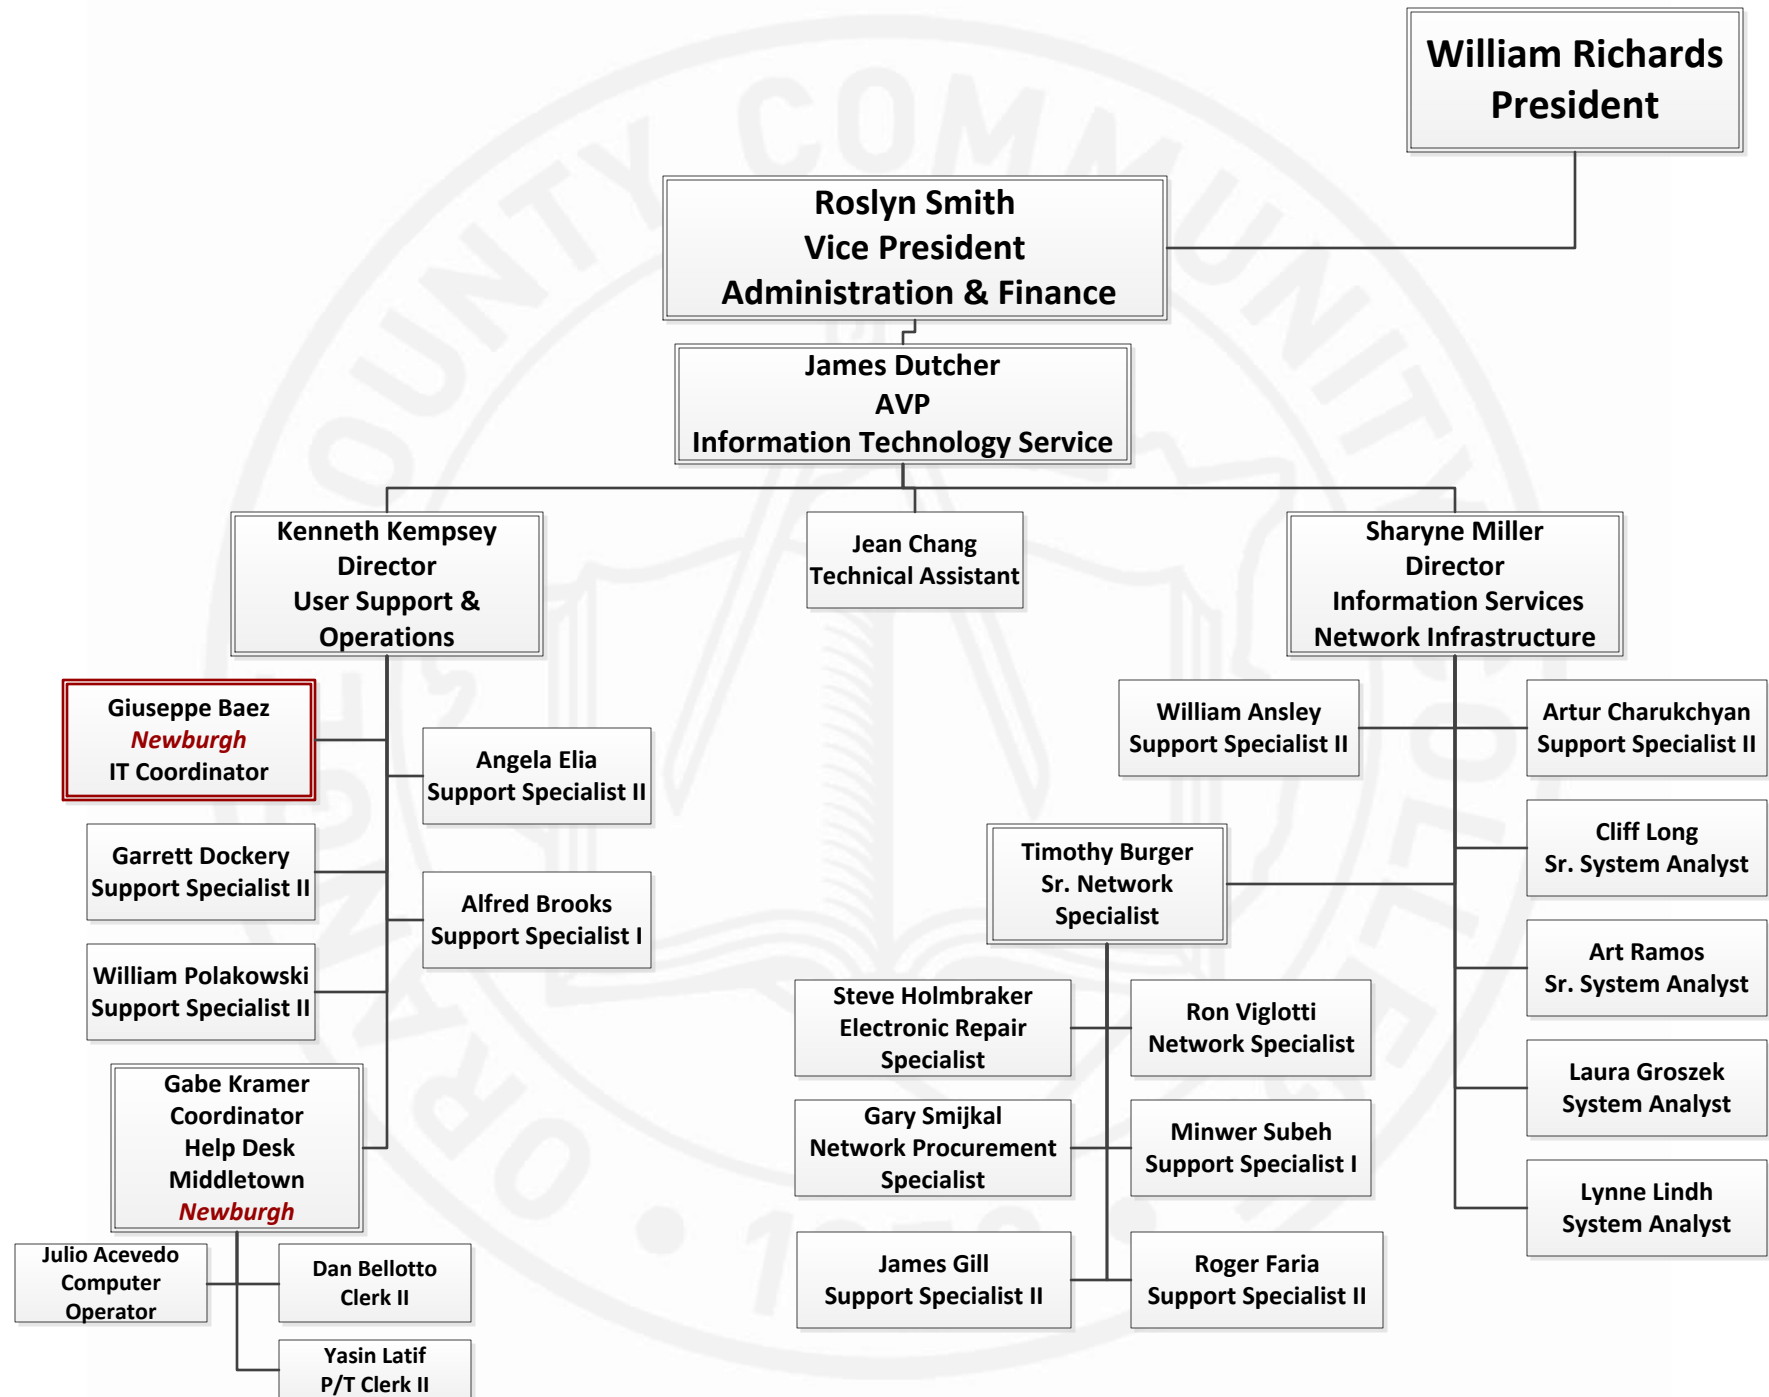 William Richards
President
Roslyn Smith
Vice President
Administration & Finance
James Dutcher
AVP
Information Technology Service
Kenneth Kempsey
Director
User Support &
Operations
Jean Chang
Technical Assistant
Sharyne Miller
Director
Information Services
Network Infrastructure
Giuseppe Baez
Newburgh
IT Coordinator
Angela Elia
Support Specialist II
Garrett Dockery
Support Specialist II
Alfred Brooks
Support Specialist I
William Polakowski
Support Specialist II
Gabe Kramer
Coordinator
Help Desk
Middletown
Newburgh
Julio Acevedo
Computer
Operator
Dan Bellotto
Clerk II
Yasin Latif
P/T Clerk II
William Ansley
Support Specialist II
Artur Charukchyan
Support Specialist II
Cliff Long
Sr. System Analyst
Timothy Burger
Sr. Network
Specialist
Art Ramos
Sr. System Analyst
Steve Holmbraker
Electronic Repair
Specialist
Ron Viglotti
Network Specialist
Laura Groszek
System Analyst
Gary Smijkal
Network Procurement
Specialist
Minwer Subeh
Support Specialist I
Lynne Lindh
System Analyst
James Gill
Support Specialist II
Roger Faria
Support Specialist II
ORANGE COUNTY COMMUNITY COLLEGE